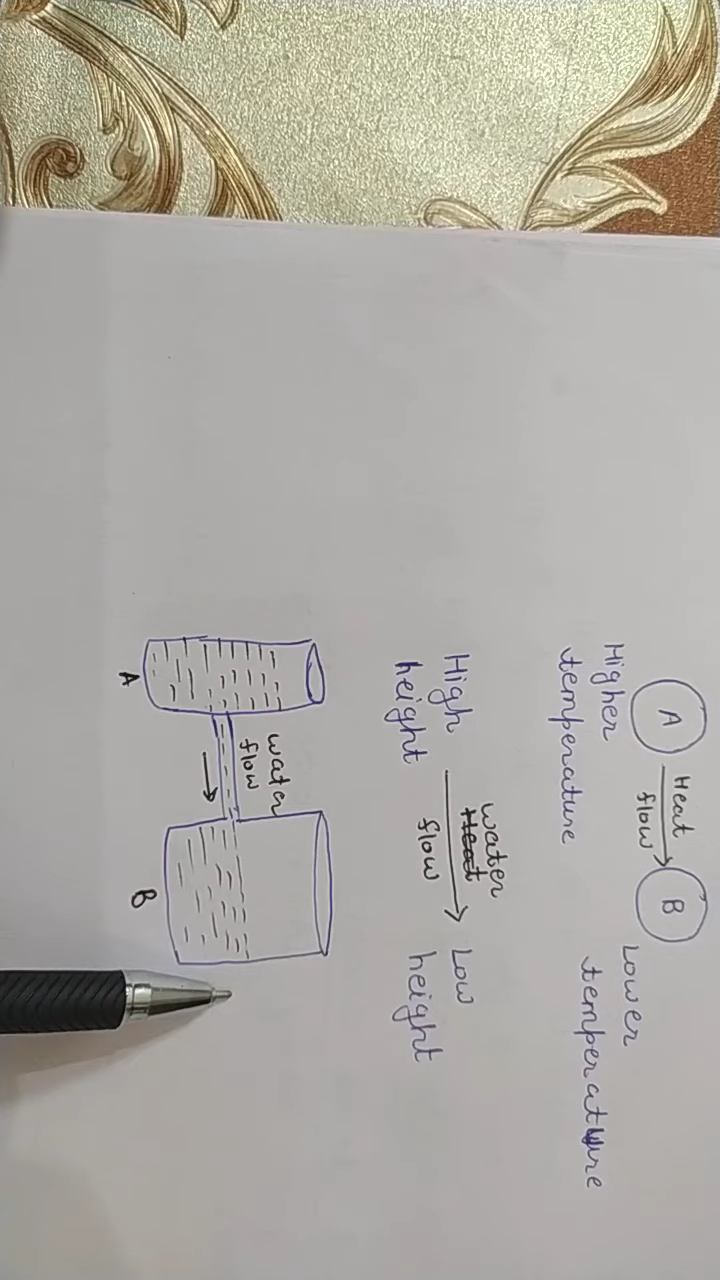 A
Heat
flow
B
Higher
temperature
Lower
temperature
High
height
water
Heat
flow
Low
height
water
flow
A
B